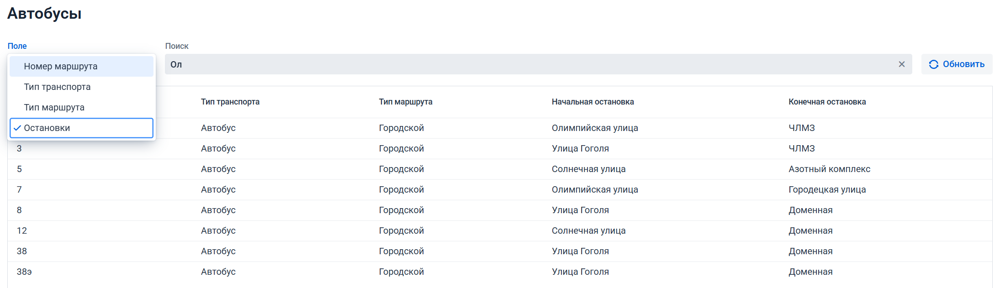 Автобусы
Поле
Поиск
Номер маршрута
Тип транспорта
Тип маршрута
Остановки
Ол
Обновить
Тип транспорта Тип маршрута Начальная остановка Конечная остановка
Автобус Городской Олимпийская улица ЧЛМЗ
3 Автобус Городской Улица Гоголя ЧЛМЗ
5 Автобус Городской Солнечная улица Азотный комплекс
7 Автобус Городской Олимпийская улица Городецкая улица
8 Автобус Городской Улица Гоголя Доменная
12 Автобус Городской Солнечная улица Доменная
38 Автобус Городской Улица Гоголя Доменная
38э Автобус Городской Улица Гоголя Доменная